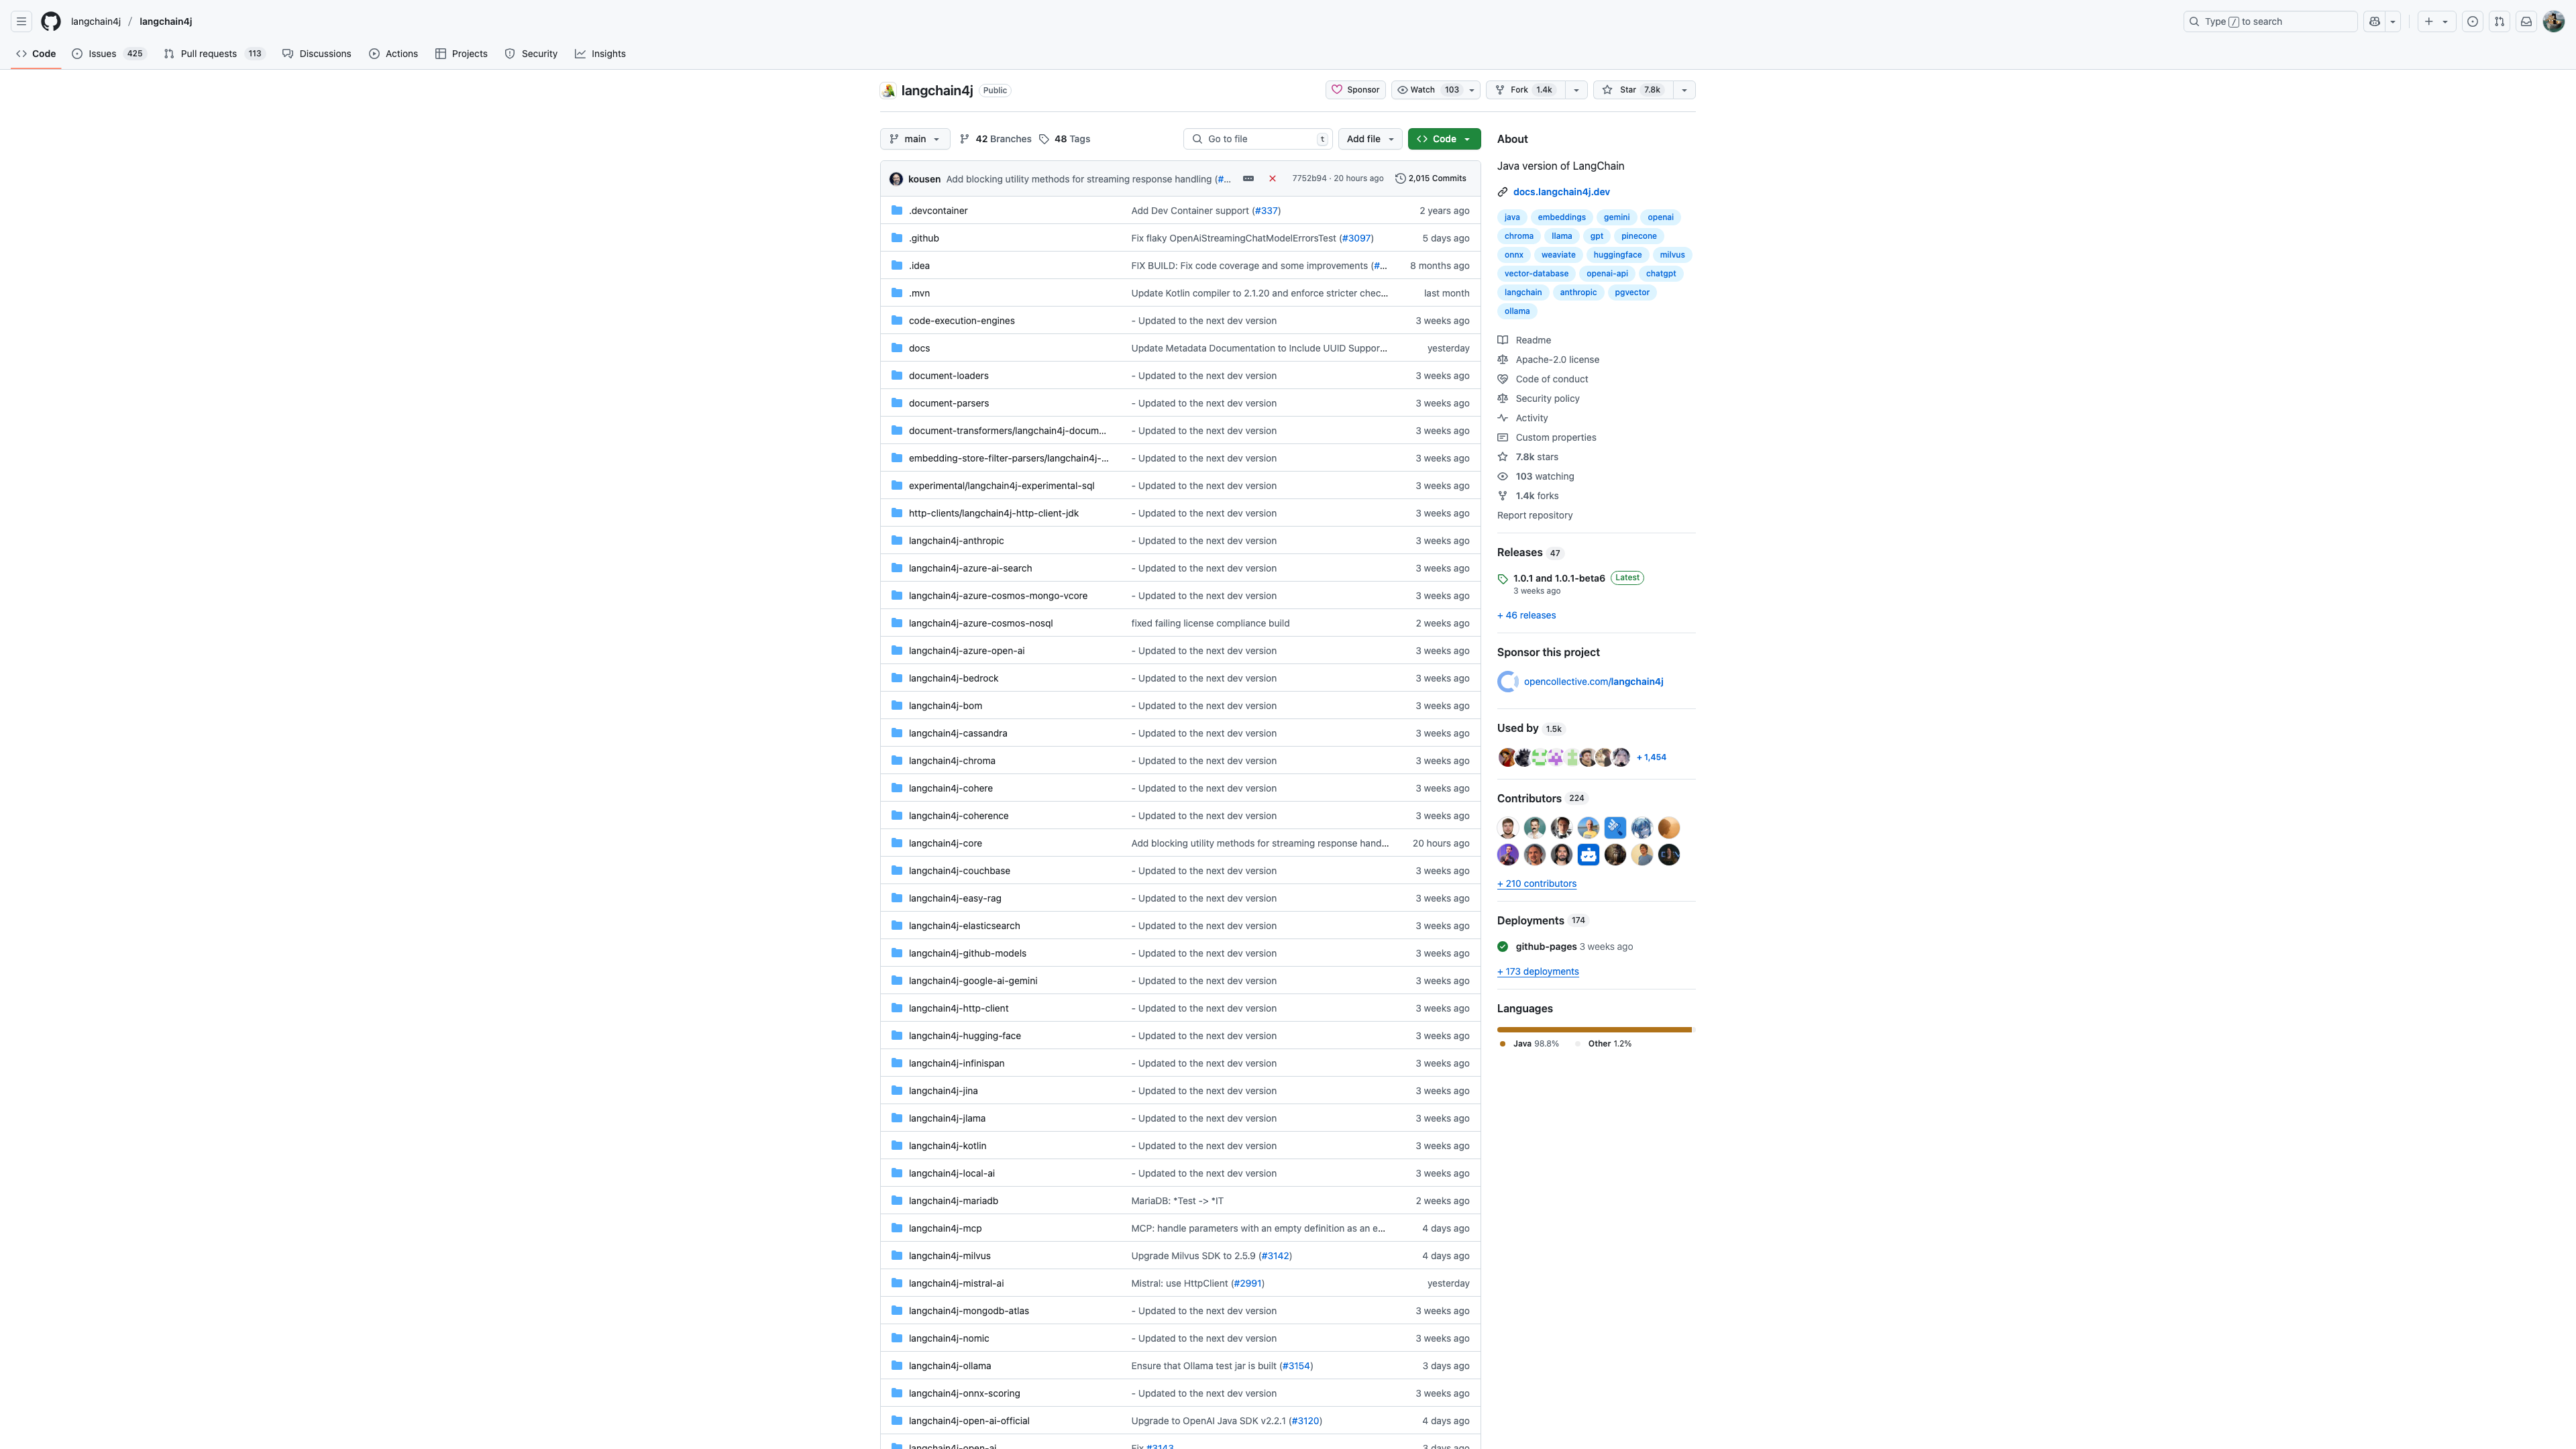 langchain4j / langchain4j
Type / to search
Code
Issues 425
Pull requests 113
Discussions
Actions
Projects
Security
Insights
langchain4j Public
Sponsor
Watch 103
Fork 1.4k
Star 7.8k
main
42 Branches
48 Tags
Go to file t
Add file
Code
kousen Add blocking utility methods for streaming response handling (#... 7752b94 · 20 hours ago 2,015 Commits
.devcontainer Add Dev Container support (#337) 2 years ago
.github Fix flaky OpenAiStreamingChatModelErrorsTest (#3097) 5 days ago
.idea FIX BUILD: Fix code coverage and some improvements (#... 8 months ago
.mvn Update Kotlin compiler to 2.1.20 and enforce stricter chec... last month
code-execution-engines - Updated to the next dev version 3 weeks ago
docs Update Metadata Documentation to Include UUID Suppor... yesterday
document-loaders - Updated to the next dev version 3 weeks ago
document-parsers - Updated to the next dev version 3 weeks ago
document-transformers/langchain4j-docum... - Updated to the next dev version 3 weeks ago
embedding-store-filter-parsers/langchain4j-... - Updated to the next dev version 3 weeks ago
experimental/langchain4j-experimental-sql - Updated to the next dev version 3 weeks ago
http-clients/langchain4j-http-client-jdk - Updated to the next dev version 3 weeks ago
langchain4j-anthropic - Updated to the next dev version 3 weeks ago
langchain4j-azure-ai-search - Updated to the next dev version 3 weeks ago
langchain4j-azure-cosmos-mongo-vcore - Updated to the next dev version 3 weeks ago
langchain4j-azure-cosmos-nosql fixed failing license compliance build 2 weeks ago
langchain4j-azure-open-ai - Updated to the next dev version 3 weeks ago
langchain4j-bedrock - Updated to the next dev version 3 weeks ago
langchain4j-bom - Updated to the next dev version 3 weeks ago
langchain4j-cassandra - Updated to the next dev version 3 weeks ago
langchain4j-chroma - Updated to the next dev version 3 weeks ago
langchain4j-cohere - Updated to the next dev version 3 weeks ago
langchain4j-coherence - Updated to the next dev version 3 weeks ago
langchain4j-core Add blocking utility methods for streaming response hand... 20 hours ago
langchain4j-couchbase - Updated to the next dev version 3 weeks ago
langchain4j-easy-rag - Updated to the next dev version 3 weeks ago
langchain4j-elasticsearch - Updated to the next dev version 3 weeks ago
langchain4j-github-models - Updated to the next dev version 3 weeks ago
langchain4j-google-ai-gemini - Updated to the next dev version 3 weeks ago
langchain4j-http-client - Updated to the next dev version 3 weeks ago
langchain4j-hugging-face - Updated to the next dev version 3 weeks ago
langchain4j-infinispan - Updated to the next dev version 3 weeks ago
langchain4j-jina - Updated to the next dev version 3 weeks ago
langchain4j-jlama - Updated to the next dev version 3 weeks ago
langchain4j-kotlin - Updated to the next dev version 3 weeks ago
langchain4j-local-ai - Updated to the next dev version 3 weeks ago
langchain4j-mariadb MariaDB: *Test -> *IT 2 weeks ago
langchain4j-mcp MCP: handle parameters with an empty definition as an e... 4 days ago
langchain4j-milvus Upgrade Milvus SDK to 2.5.9 (#3142) 4 days ago
langchain4j-mistral-ai Mistral: use HttpClient (#2991) yesterday
langchain4j-mongodb-atlas - Updated to the next dev version 3 weeks ago
langchain4j-nomic - Updated to the next dev version 3 weeks ago
langchain4j-ollama Ensure that Ollama test jar is built (#3154) 3 days ago
langchain4j-onnx-scoring - Updated to the next dev version 3 weeks ago
langchain4j-open-ai-official Upgrade to OpenAI Java SDK v2.2.1 (#3120) 4 days ago
langchain4j-open-ai Fix #3143 3 days ago
About
Java version of LangChain
docs.langchain4j.dev
java embeddings gemini openai
chroma llama gpt pinecone
onnx weaviate huggingface milvus
vector-database openai-api chatgpt
langchain anthropic pgvector
ollama
Readme
Apache-2.0 license
Code of conduct
Security policy
Activity
Custom properties
7.8k stars
103 watching
1.4k forks
Report repository
Releases 47
1.0.1 and 1.0.1-beta6 Latest
3 weeks ago
+ 46 releases
Sponsor this project
opencollective.com/langchain4j
Used by 1.5k
+ 1,454
Contributors 224
+ 210 contributors
Deployments 174
github-pages 3 weeks ago
+ 173 deployments
Languages
Java 98.8% Other 1.2%